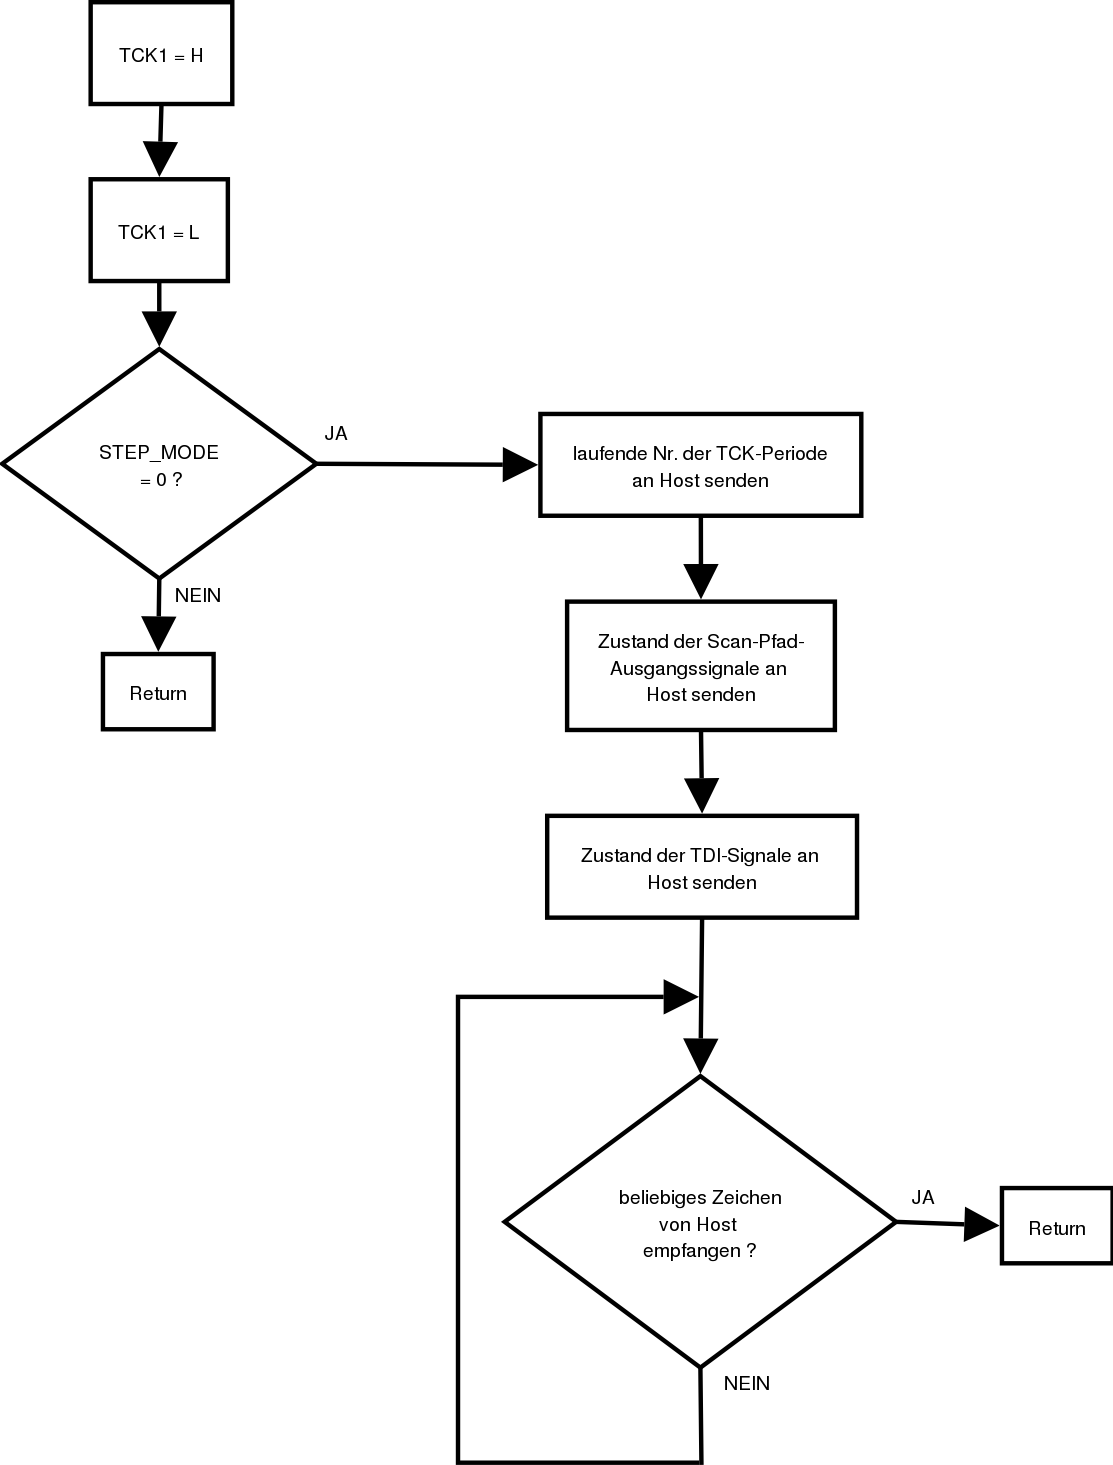 TCK1 = H
TCK1 = L
STEP_MODE
= 0 ?
JA
NEIN
Return
laufende Nr. der TCK-Periode
an Host senden
Zustand der Scan-Pfad-
Ausgangssignale an
Host senden
Zustand der TDI-Signale an
Host senden
beliebiges Zeichen
von Host
empfangen ?
JA
Return
NEIN